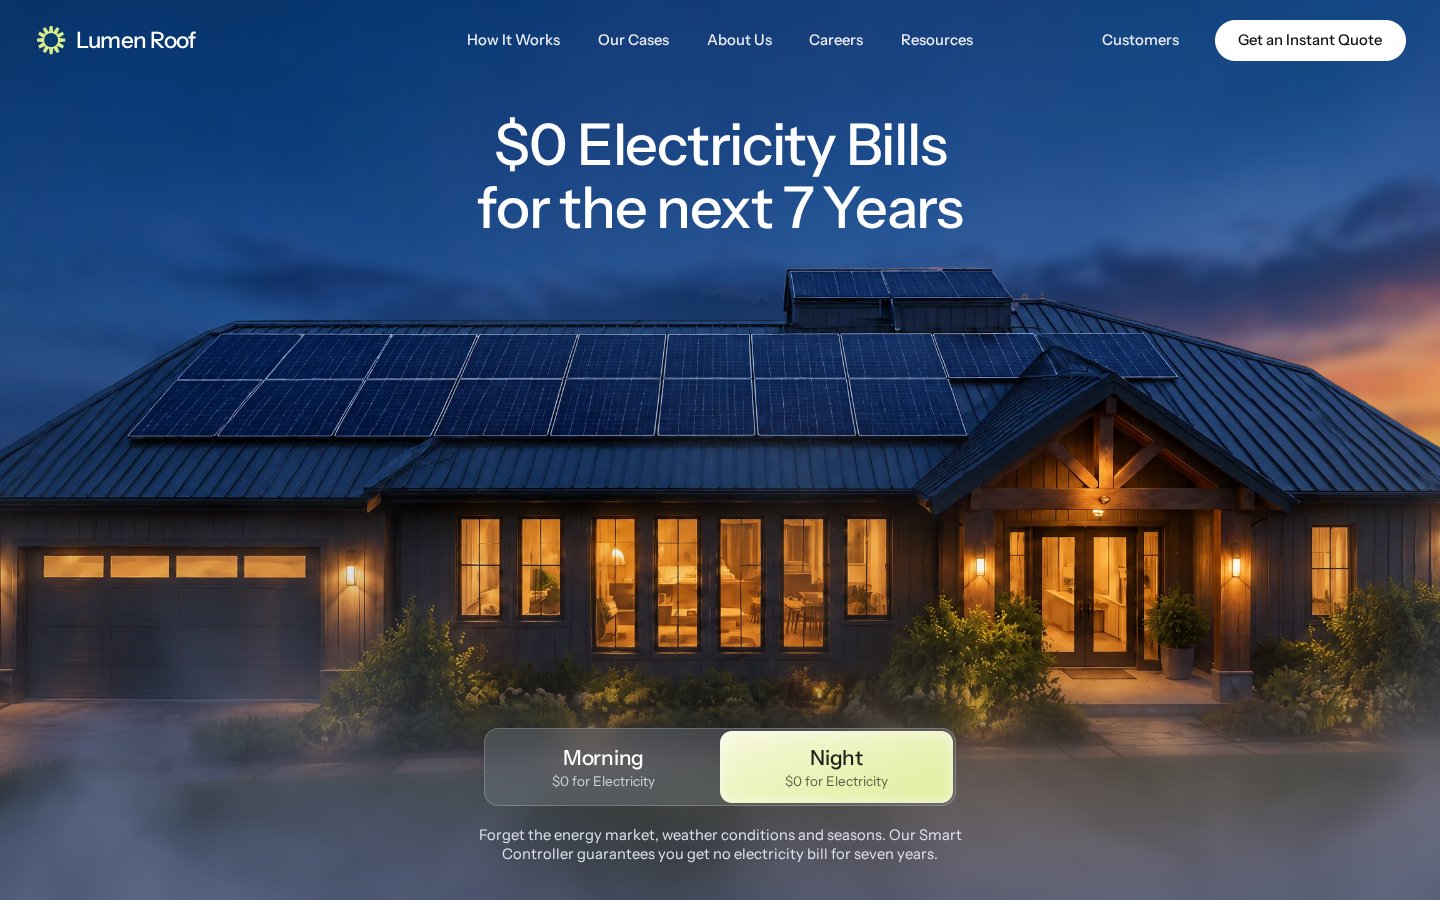 Lumen Roof
How It Works
Our Cases
About Us
Careers
Resources
Customers
Get an Instant Quote
$0 Electricity Bills
for the next 7 Years
Morning
$0 for Electricity
Night
$0 for Electricity
Forget the energy market, weather conditions and seasons. Our Smart
Controller guarantees you get no electricity bill for seven years.